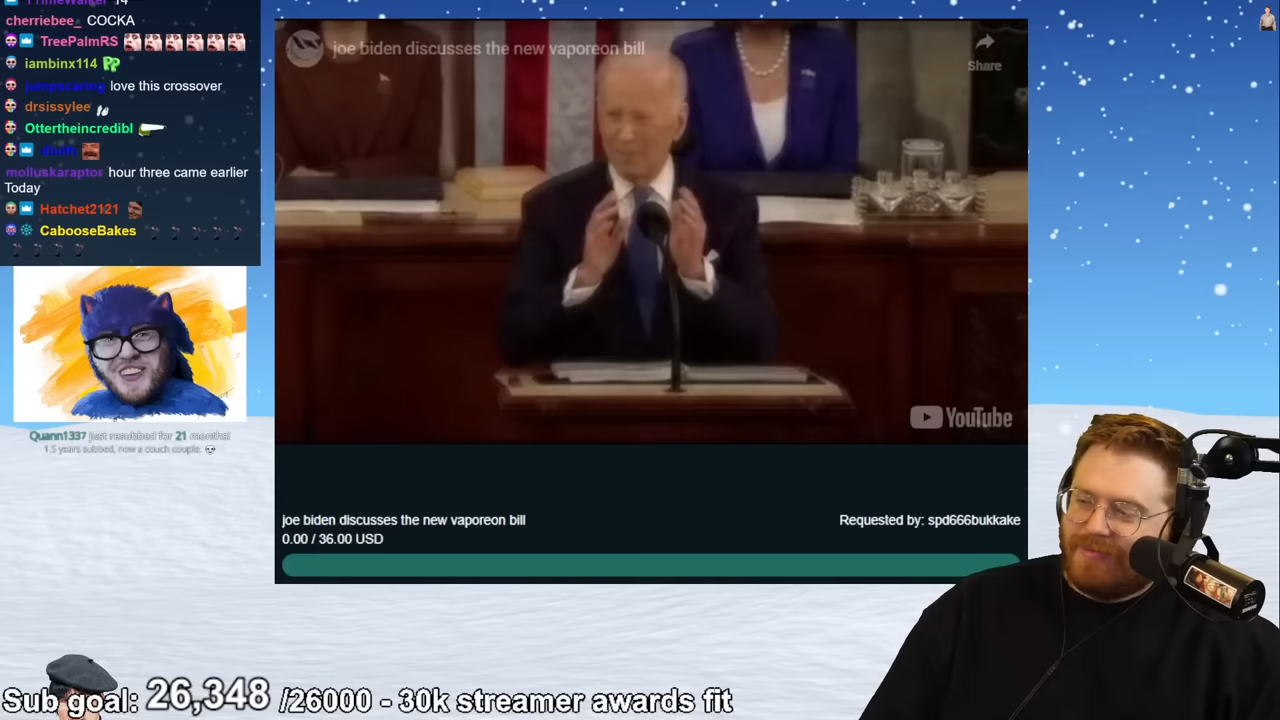 cherriebee_ COCKA
TreePalmRS
iambinx114
jumpscaring love this crossover
drsissylee
Ottertheincredibl
molluskaraptor hour three came earlier
Today
Hatchet2121
CabooseBakes
Quann1337 just resubbed for 21 months!
1.5 years subbed, now a couch couple.
joe biden discusses the new vaporeon bill
Share
YouTube
joe biden discusses the new vaporeon bill
Requested by: spd666bukkake
0.00 / 36.00 USD
Sub goal: 26,348 /26000 - 30k streamer awards fit